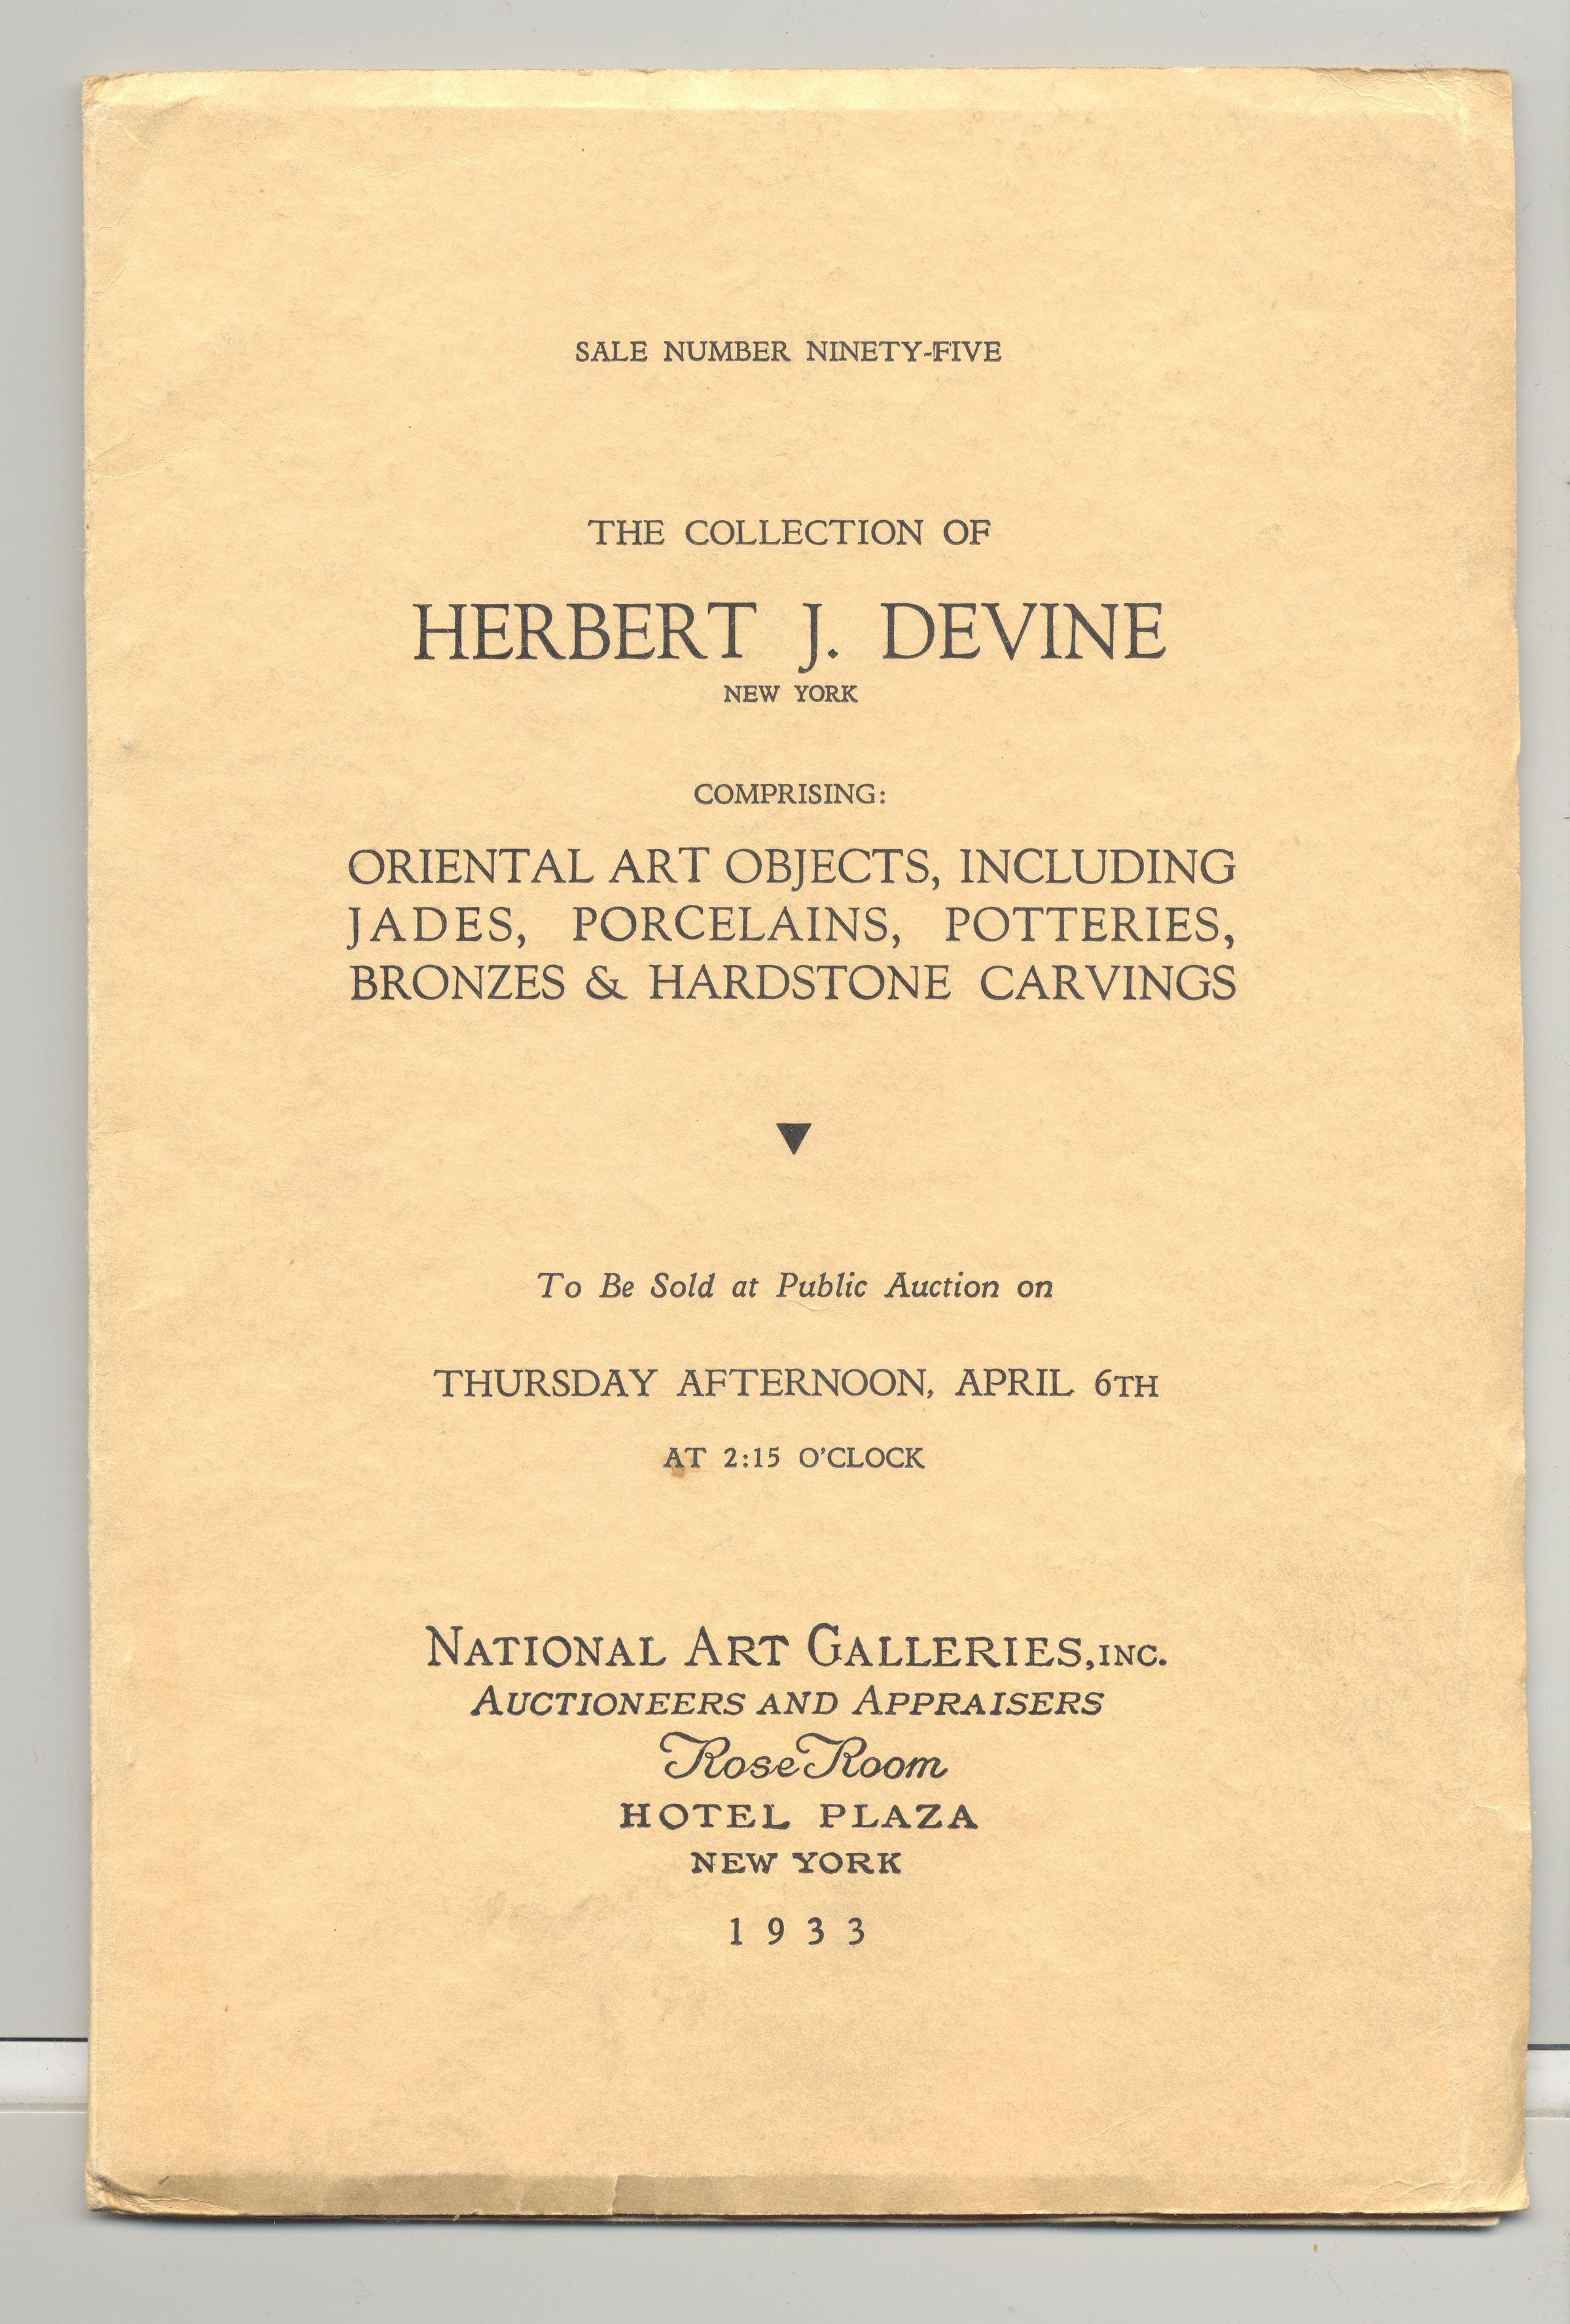 SALE NUMBER NINETY-FIVE
THE COLLECTION OF
HERBERT J. DEVINE
NEW YORK
COMPRISING:
ORIENTAL ART OBJECTS, INCLUDING
JADES, PORCELAINS, POTTERIES,
BRONZES & HARDSTONE CARVINGS
To Be Sold at Public Auction on
THURSDAY AFTERNOON, APRIL 6TH
AT 2:15 O'CLOCK
NATIONAL ART GALLERIES, INC.
AUCTIONEERS AND APPRAISERS
Rose Room
HOTEL PLAZA
NEW YORK
1933